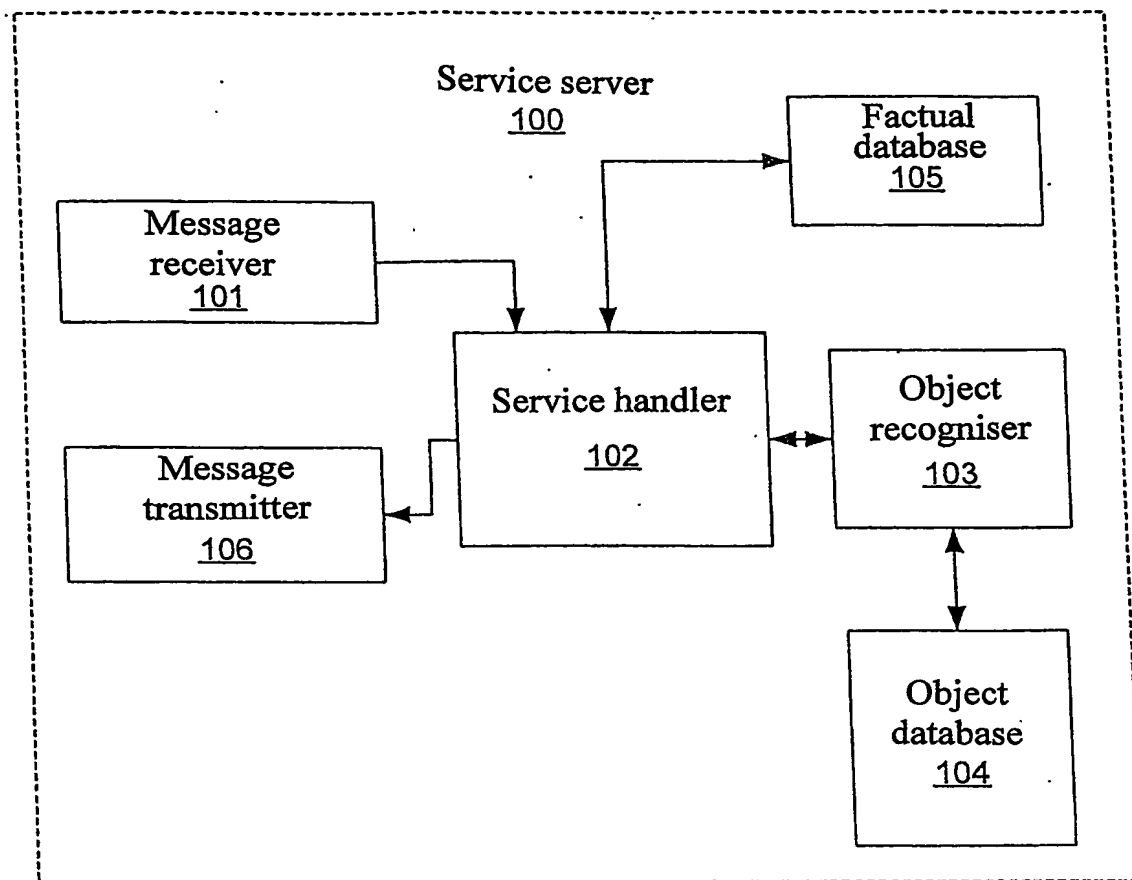 Service server
100
Factual
database
105
Message
receiver
101
Service handler
102
Object
recogniser
103
Message
transmitter
106
Object
database
104